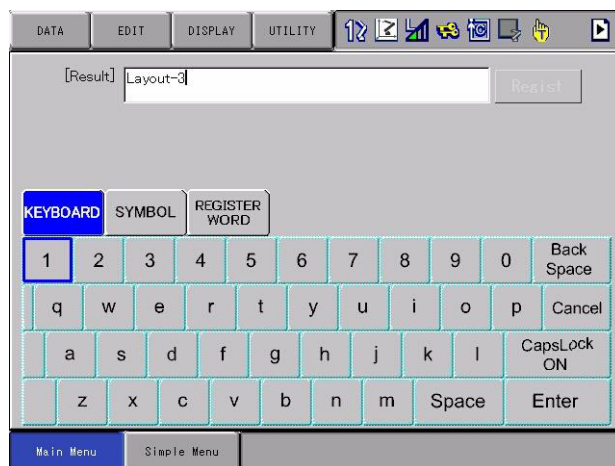 DATA EDIT DISPLAY UTILITY
[Result] Layout-3 Regist
KEYBOARD SYMBOL REGISTER WORD
1 2 3 4 5 6 7 8 9 0 Back Space
q w e r t y u i o p Cancel
a s d f g h j k l CapsLock ON
z x c v b n m Space Enter
Main Menu Simple Menu